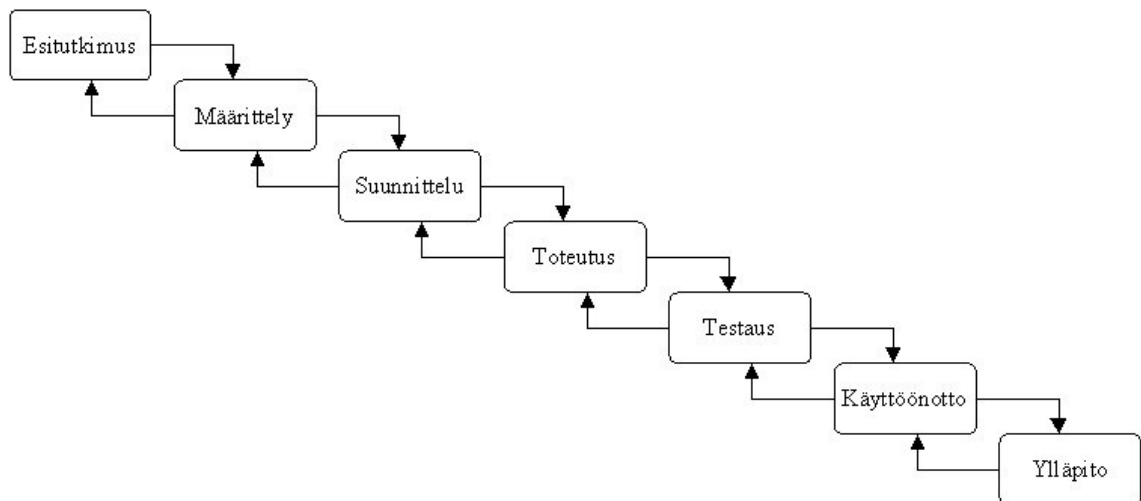 Esitutkimus
Määrittely
Suunnittelu
Toteutus
Testaus
Käyttöönotto
Ylläpito